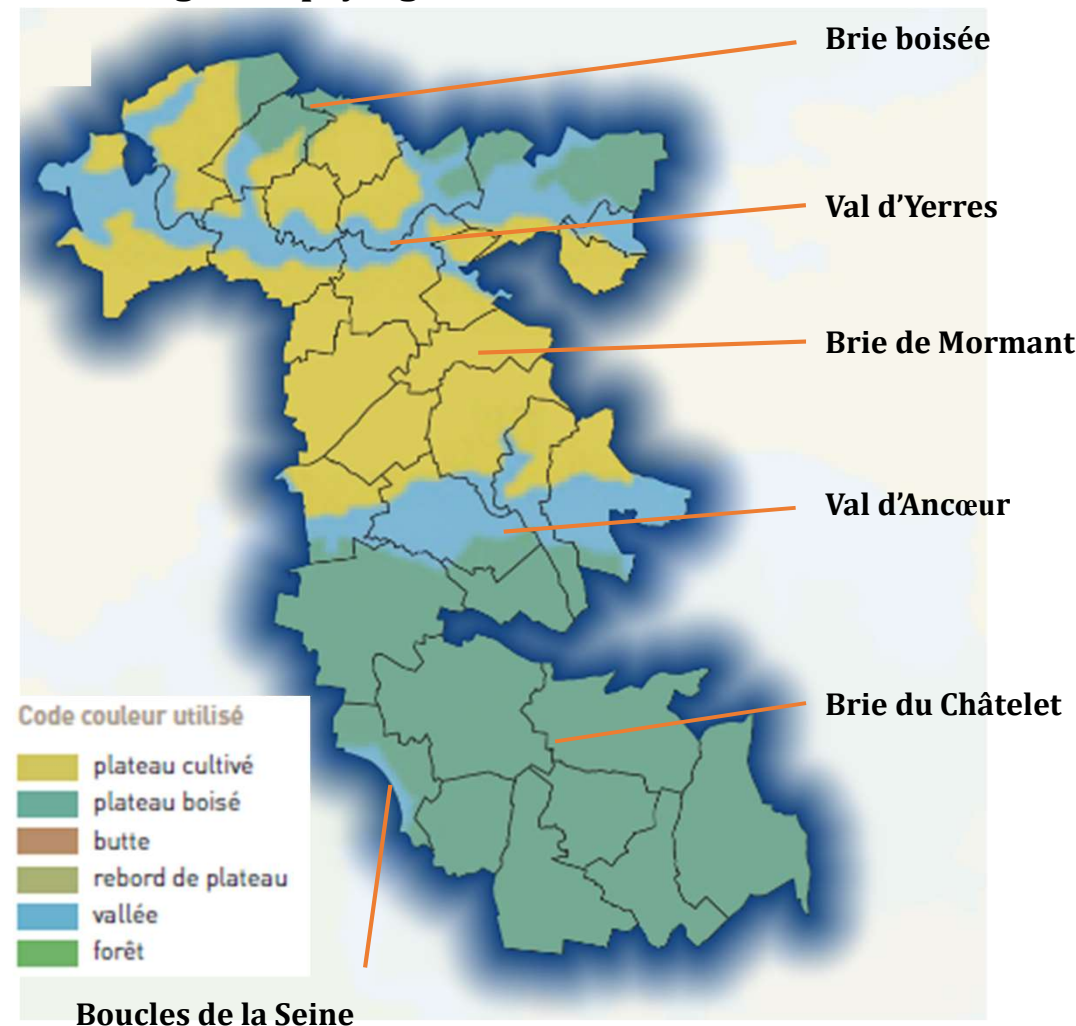 Brie boisée
Val d'Yerres
Brie de Mormant
Val d'Ancœur
Brie du Châtelet
Code couleur utilisé
plateau cultivé
plateau boisé
butte
rebord de plateau
vallée
forêt
Boucles de la Seine